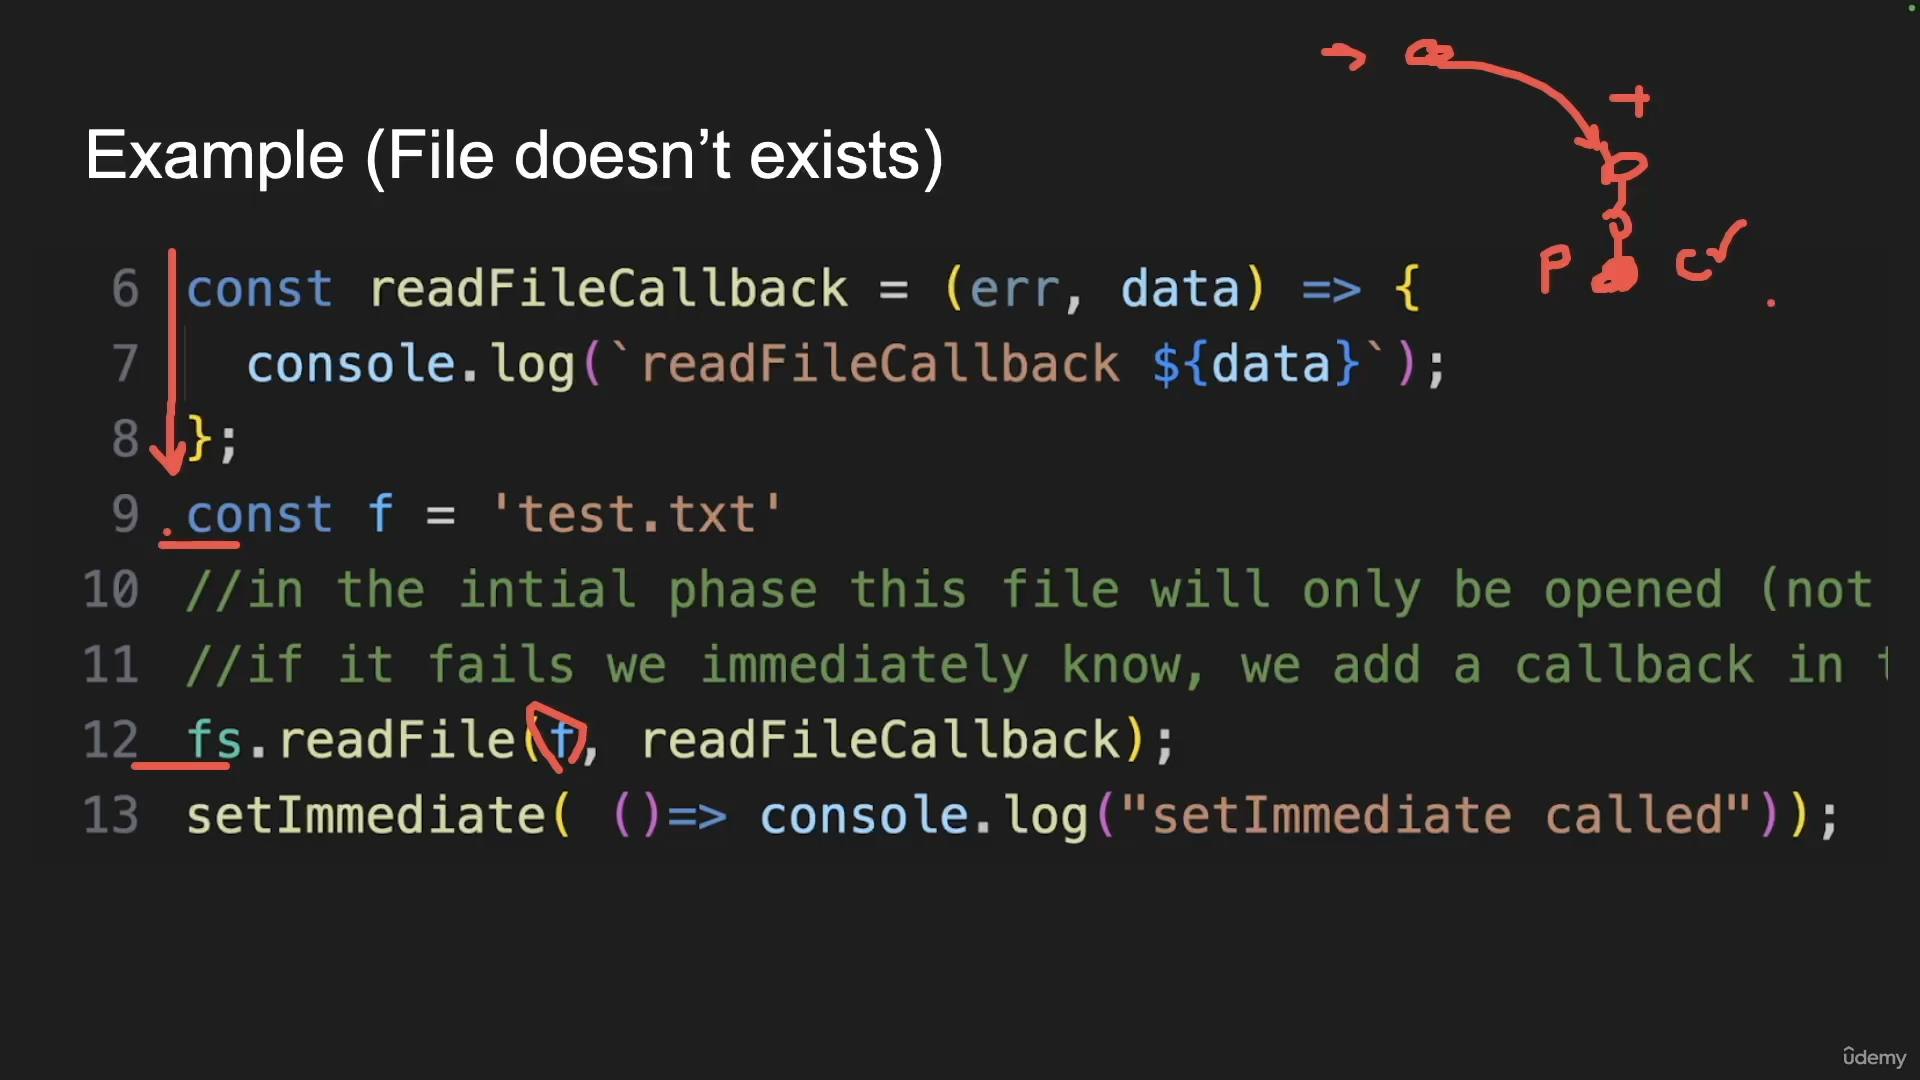 Example (File doesn’t exists)
6 const readFileCallback = (err, data) => {
7 console.log(`readFileCallback ${data}`);
8 };
9 const f = 'test.txt'
10 //in the intial phase this file will only be opened (not
11 //if it fails we immediately know, we add a callback in t
12 fs.readFile(f, readFileCallback);
13 setImmediate( ()=> console.log("setImmediate called"));
P
c
ûdemy